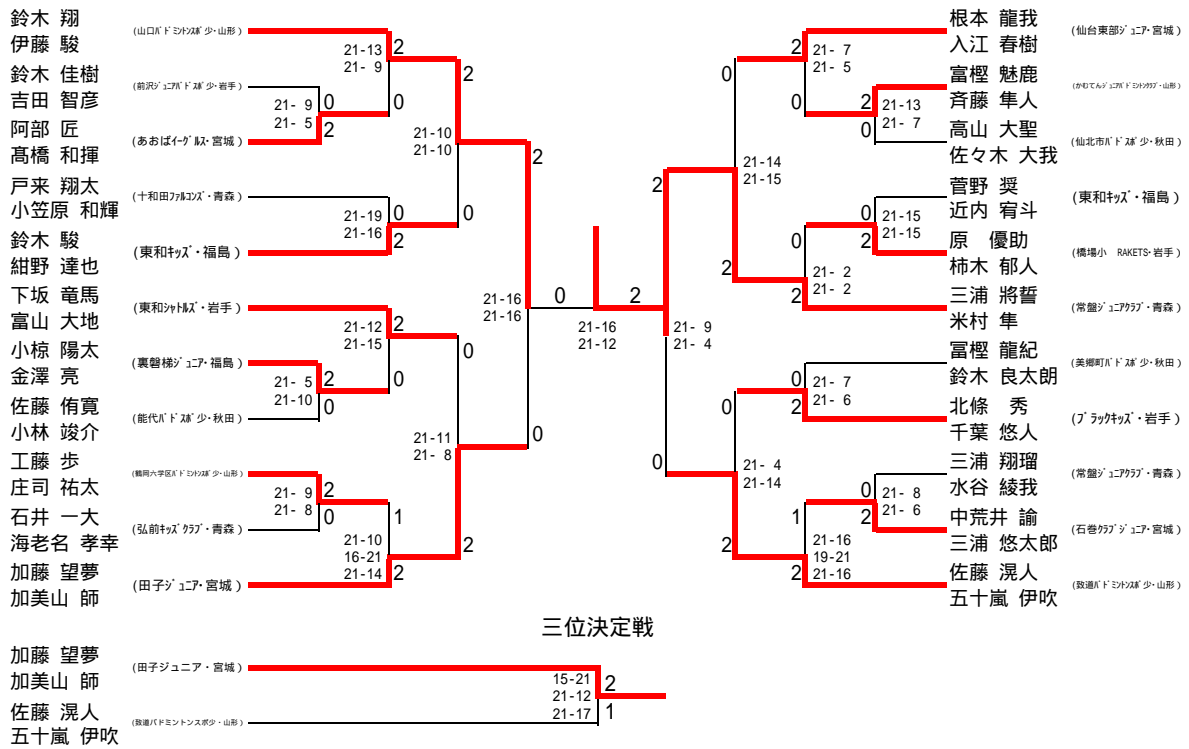 鈴木 翔
伊藤 駿
(山口バドミントンスポ少・山形)
鈴木 佳樹
吉田 智彦
(前沢ジュニアバドスポ少・岩手)
阿部 匠
髙橋 和揮
(あおばイーグルス・宮城)
戸来 翔太
小笠原 和輝
(十和田ファルコンズ・青森)
鈴木 駿
紺野 達也
(東和キッズ・福島)
下坂 竜馬
富山 大地
(東和シャトルズ・岩手)
小椋 陽太
金澤 亮
(裏磐梯ジュニア・福島)
佐藤 侑寛
小林 竣介
(能代バドスポ少・秋田)
工藤 歩
庄司 祐太
(鶴岡六学区バドミントンスポ少・山形)
石井 一大
海老名 孝幸
(弘前キッズクラブ・青森)
加藤 望夢
加美山 師
(田子ジュニア・宮城)
21-13 2
21- 9 0
21- 9 0
21- 5 2
21-10 2
21-10 0
21-19 0
21-16 2
21-16 2
21-16 0
21-12 2
21-15 0
21- 5 2
21-10 0
21-11 0
21- 8 2
21- 9 2
21- 8 0
21-10 1
16-21
21-14 2
0 2
21-16
21-12
根本 龍我
入江 春樹
(仙台東部ジュニア・宮城)
富樫 魅鹿
斉藤 隼人
(かむてんジュニアバドミントンクラブ・山形)
高山 大聖
佐々木 大我
(仙北市バドスポ少・秋田)
菅野 奨
近内 宥斗
(東和キッズ・福島)
原 優助
柿木 郁人
(橋場小 RAKETS・岩手)
三浦 將誓
米村 隼
(常盤ジュニアクラブ・青森)
冨樫 龍紀
鈴木 良太朗
(美郷町バドスポ少・秋田)
北條 秀
千葉 悠人
(ブラックキッズ・岩手)
三浦 翔瑠
水谷 綾我
(常盤ジュニアクラブ・青森)
中荒井 諭
三浦 悠太郎
(石巻クラブジュニア・宮城)
佐藤 滉人
五十嵐 伊吹
(致道バドミントンスポ少・山形)
2 21- 7
0 21- 5
2 21-13
0 21- 7
0 21-14
2 21-15
0 21-15
2 21-15
0 21- 2
2 21- 2
2 21- 9
0 21- 4
0 21- 7
2 21- 6
0 21- 4
2 21-14
0 21- 8
2 21- 6
1 21-16
19-21
2 21-16
三位決定戦
加藤 望夢
加美山 師
(田子ジュニア・宮城)
佐藤 滉人
五十嵐 伊吹
(致道バドミントンスポ少・山形)
15-21 2
21-12
21-17 1